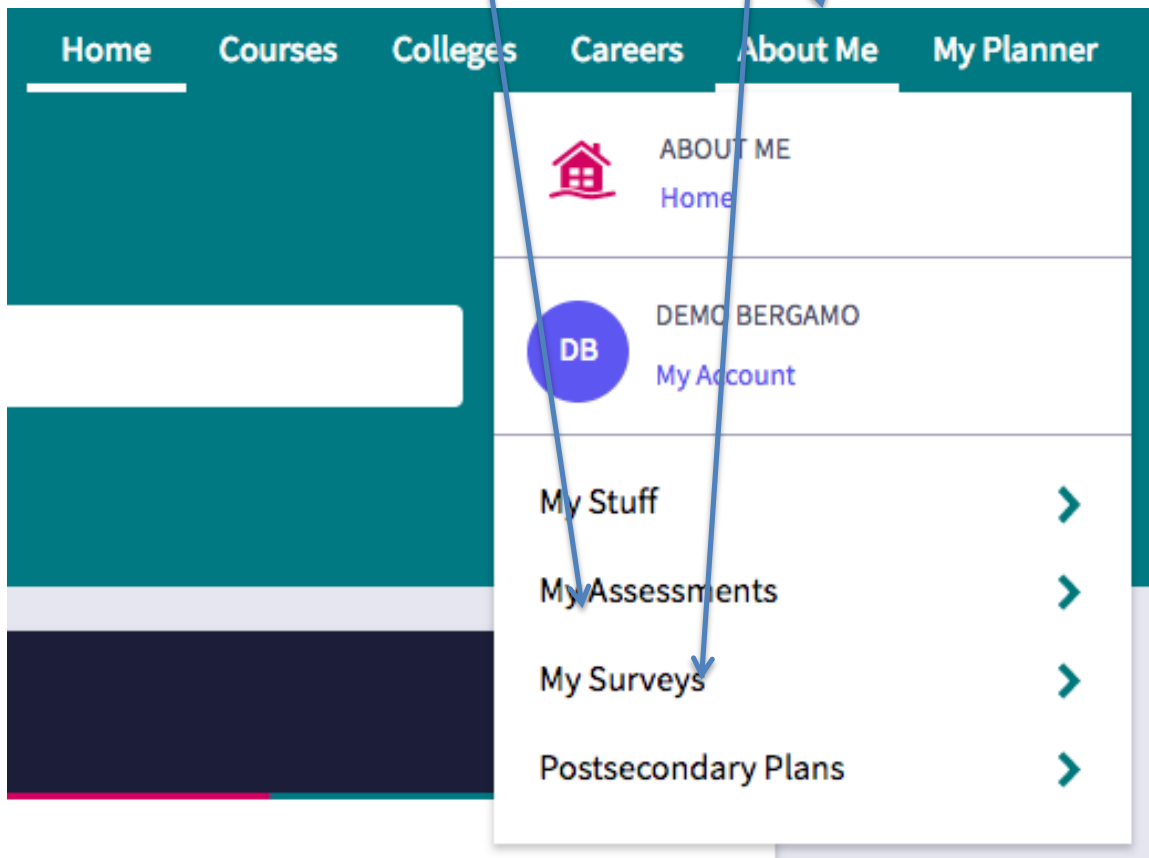 Home Courses Colleges Careers About Me My Planner
ABOUT ME
Home
DB
DEMO BERGAMO
My Account
My Stuff
My Assessments
My Surveys
Postsecondary Plans